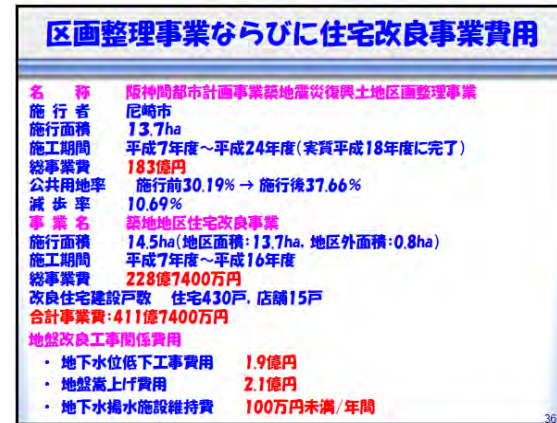 区画整理事業ならびに住宅改良事業費用
名　称　阪神間都市計画事業築地震災復興土地区画整理事業
施行者　尼崎市
施行面積　13.7ha
施工期間　平成7年度～平成24年度(実質平成18年度に完了)
総事業費　183億円
公共用地率　施行前30.19% → 施行後37.66%
減歩率　10.69%
事業名　築地地区住宅改良事業
施行面積　14.5ha(地区面積:13.7ha, 地区外面積:0.8ha)
施工期間　平成7年度～平成16年度
総事業費　228億7400万円
改良住宅建設戸数　住宅430戸, 店舗15戸
合計事業費:411億7400万円
地盤改良工事関係費用
・ 地下水位低下工事費用　1.9億円
・ 地盤嵩上げ費用　2.1億円
・ 地下水揚水施設維持費　100万円未満/年間
36